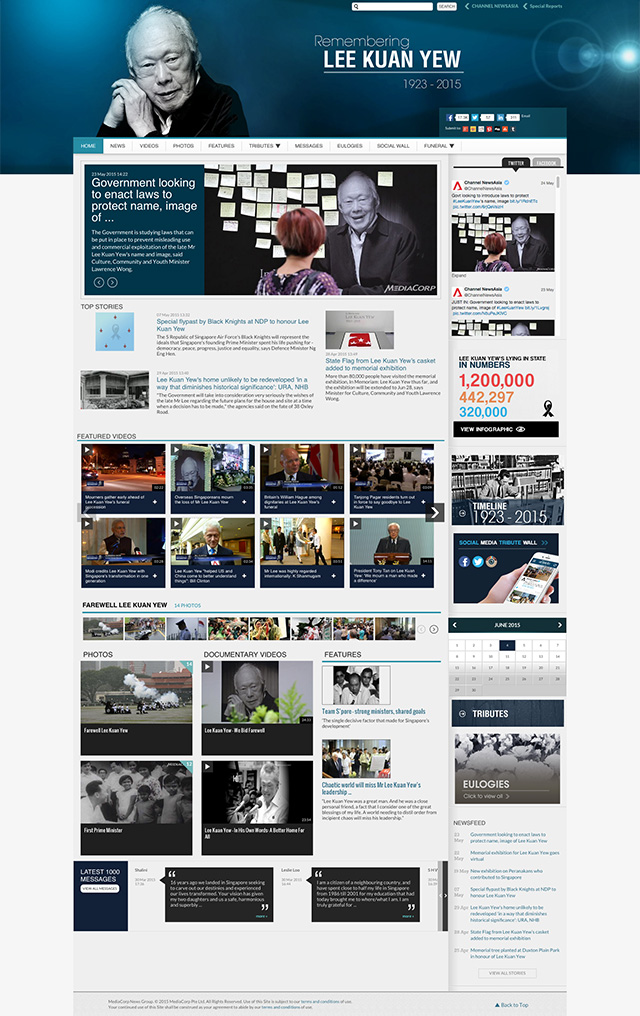 SEARCH
CHANNEL NEWSASIA
Special Reports
Remembering
LEE KUAN YEW
1923 - 2015
Email
Submit to:
HOME
NEWS
VIDEOS
PHOTOS
FEATURES
TRIBUTES
MESSAGES
EULOGIES
SOCIAL WALL
FUNERAL
23 May 2015 14:22
Government looking
to enact laws to
protect name, image
of ...
The Government is studying laws that can
be put in place to prevent misleading use
and commercial exploitation of the late Mr
Lee Kuan Yew's name and image, said
Culture, Community and Youth Minister
Lawrence Wong.
MEDIACORP
TOP STORIES
07 May 2015 13:11
Special flypast by Black Knights at NDP to honour Lee
Kuan Yew
The 5 Republic of Singapore Air Force's Black Knights will represent the
ideals that Singapore's founding Prime Minister spent his life pushing for -
democracy, peace, progress, justice and equality, says Defence Minister Ng
Eng Hen.
29 Apr 2015 19:48
Lee Kuan Yew's home unlikely to be redeveloped 'in a
way that diminishes historical significance': URA, NHB
"The Government will take into consideration very seriously the wishes of
the late Mr Lee regarding the future plans for the house and site at a time
when a decision has to be made," the agencies said on the fate of 38 Oxley
Road.
State Flag from Lee Kuan Yew's casket
added to memorial exhibition
More than 80,000 people have visited the memorial
exhibition, In Memoriam: Lee Kuan Yew thus far, and
the exhibition will be extended to Jun 28, says
Minister for Culture, Community and Youth Lawrence
Wong.
FEATURED VIDEOS
Mourners gather early ahead of
Lee Kuan Yew's funeral
procession
Overseas Singaporeans mourn
the loss of Mr Lee Kuan Yew
Britain's William Hague among
dignitaries at Lee Kuan Yew's
funeral
Tanjong Pagar residents turn out
in force to say goodbye to Lee
Kuan Yew
Modi credits Lee Kuan Yew with
Singapore's transformation in one
generation
Lee Kuan Yew "helped US and
China come to better understand
things": Bill Clinton
Mr Lee was highly regarded
internationally: K Shanmugam
President Tony Tan on Lee Kuan
Yew: 'We mourn a man who made a
difference'
FAREWELL LEE KUAN YEW
14 PHOTOS
PHOTOS
14
Farewell Lee Kuan Yew
12
First Prime Minister
DOCUMENTARY VIDEOS
Lee Kuan Yew - We Bid Farewell
Lee Kuan Yew - In His Own Words: A Better Home For
All
FEATURES
Team S'pore - strong ministers, shared goals
'The single decisive factor that made for Singapore's
development'
Chaotic world will miss Mr Lee Kuan Yew's
leadership ...
"Lee Kuan Yew was a great man. And he was a close
personal friend, a fact that I consider one of the great
blessings of my life. A world needing to distil order from
incipient chaos will miss his leadership."
LATEST 1000
MESSAGES
VIEW ALL MESSAGES
Shalini
16 years ago we landed in Singapore seeking
to carve out our destinies and experienced
our lives transformed. Your vision has given
my two daughters and us a safe, harmonious
and superbly ...
more
Leslie Loo
I am a citizen of a neighbouring country, and
have spent close to half my life in Singapore
from 1986 till 2001 for my education that had
today brought me to where/what I am. I am
truly grateful for ...
more
TWITTER
FACEBOOK
Channel NewsAsia
@ChannelNewsAsia
24 May
Govt looking to introduce laws to protect
#LeeKuanYew's name, image
Expand
Channel NewsAsia
@ChannelNewsAsia
23 May
JUST IN: Govt looking to enact laws to
protect #LeeKuanYew's name, image
LEE KUAN YEW'S LYING IN STATE
IN NUMBERS
1,200,000
442,297
320,000
VIEW INFOGRAPHIC
TIMELINE
1923 - 2015
SOCIAL MEDIA TRIBUTE WALL
JUNE 2015
1 2 3 4 5 6 7
8 9 10 11 12 13 14
15 16 17 18 19 20 21
22 23 24 25 26 27 28
29 30
TRIBUTES
EULOGIES
Click to view all
NEWSFEED
23 May
Government looking to enact laws to
protect name, image of ...
Memorial exhibition for Lee Kuan Yew goes
virtual
New exhibition on Peranakans who
contributed to Singapore
Special flypast by Black Knights at NDP to
honour Lee Kuan Yew
Lee Kuan Yew's home unlikely to be
redeveloped 'in a way that diminishes
historical significance': URA, NHB
State Flag from Lee Kuan Yew's casket
added to memorial exhibition
Memorial tree planted at Duxton Plain Park
in honour of Lee Kuan Yew
VIEW ALL STORIES
MediaCorp News Group. © 2015 MediaCorp Pte Ltd. All Rights Reserved. Use of this Site is subject to our terms and conditions of use.
Your continued use of this Site shall be construed as your agreement to abide by our terms and conditions of use.
Back to Top